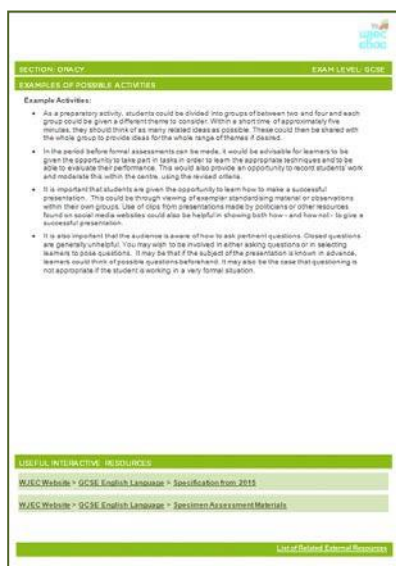 wjec
cbac
SECTION: ORACY EXAM LEVEL: GCSE
EXAMPLES OF POSSIBLE ACTIVITIES
Example Activities:
• As a preparatory activity, students could be divided into groups of between two and four and each
group could be given a different theme to consider. Within a short time of approximately five
minutes, they should think of as many related ideas as possible. These could then be shared with
the whole group to provide ideas for the whole range of themes if desired.
• In the period before formal assessments can be made, it would be advisable for learners to be
given the opportunity to take part in tasks in order to learn the appropriate techniques and to be
able to evaluate their performance. This would also provide an opportunity to record students' work
and moderate this within the centre, using the revised criteria.
• It is important that students are given the opportunity to learn how to make a successful
presentation. This could be through viewing of exemplar standardising material or observations
within their own groups. Use of clips from presentations made by politicians or other resources
found on social media websites could also be helpful in showing both how - and how not - to give a
successful presentation.
• It is also important that the audience is aware of how to ask pertinent questions. Closed questions
are generally unhelpful. You may wish to be involved in either asking questions or in selecting
learners to pose questions. It may be that if the subject of the presentation is known in advance,
learners could think of possible questions beforehand. It may also be the case that questioning is
not appropriate if the student is working in a very formal situation.
USEFUL INTERACTIVE RESOURCES
WJEC Website > GCSE English Language > Specification from 2015
WJEC Website > GCSE English Language > Specimen Assessment Materials
List of Related External Resources